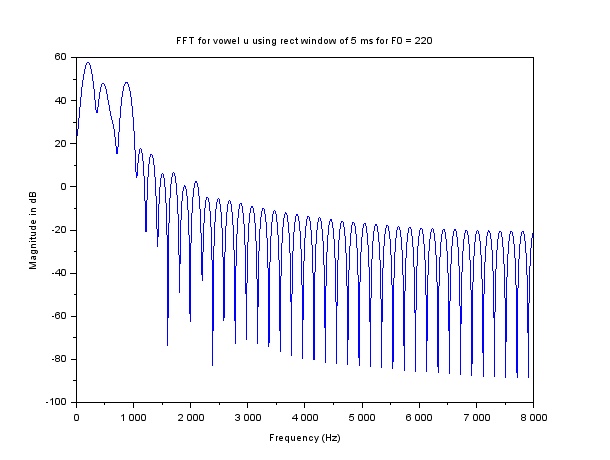 FFT for vowel u using rect window of 5 ms for F0 = 220
60
40
20
0
-20
-40
-60
-80
-100
Magnitude in dB
0 1 000 2 000 3 000 4 000 5 000 6 000 7 000 8 000
Frequency (Hz)